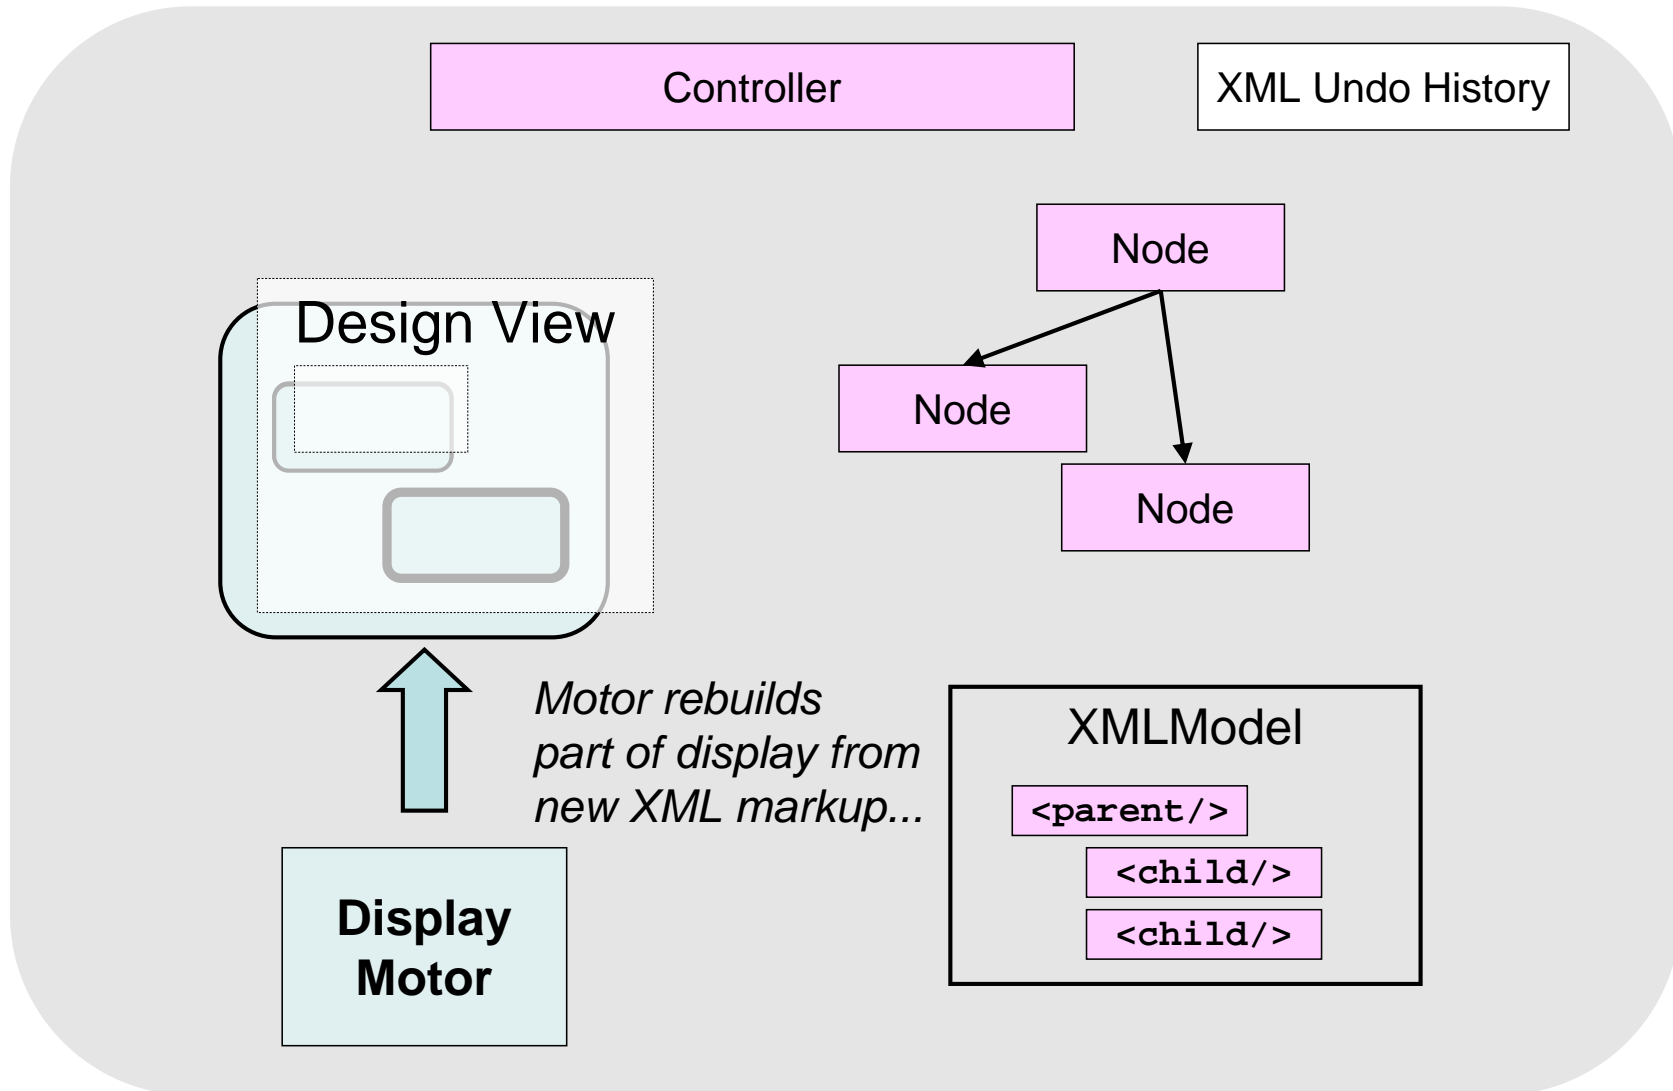 Controller
XML Undo History
Node
Design View
Node
Node
Motor rebuilds
part of display from
new XML markup...
XMLModel
<parent/>
<child/>
<child/>
Display
Motor